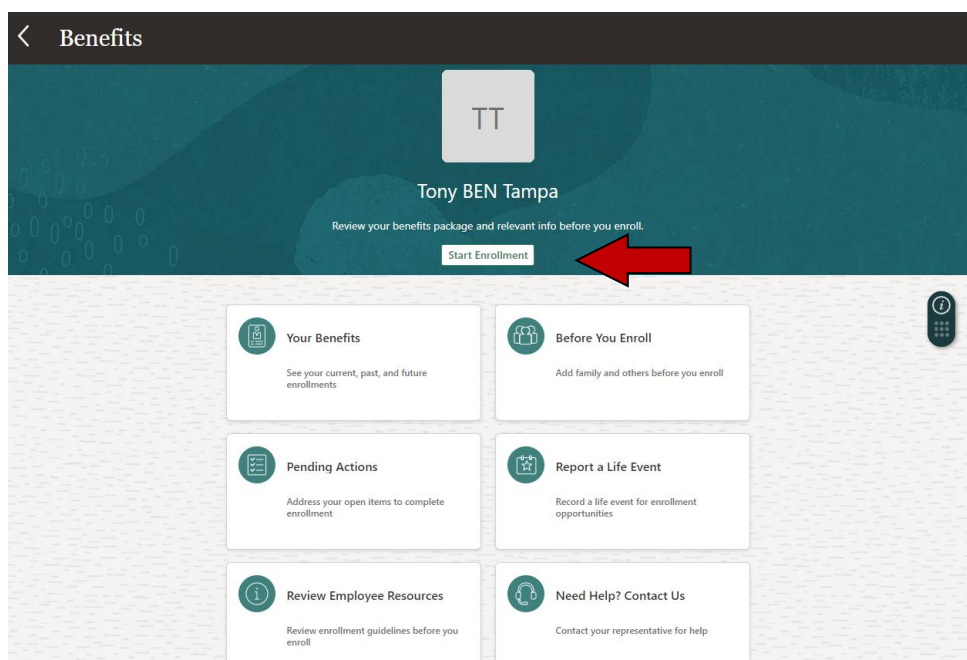 Benefits
TT
Tony BEN Tampa
Review your benefits package and relevant info before you enroll.
Start Enrollment
Your Benefits
See your current, past, and future
enrollments
Before You Enroll
Add family and others before you enroll
Pending Actions
Address your open items to complete
enrollment
Report a Life Event
Record a life event for enrollment
opportunities
Review Employee Resources
Review enrollment guidelines before you
enroll
Need Help? Contact Us
Contact your representative for help